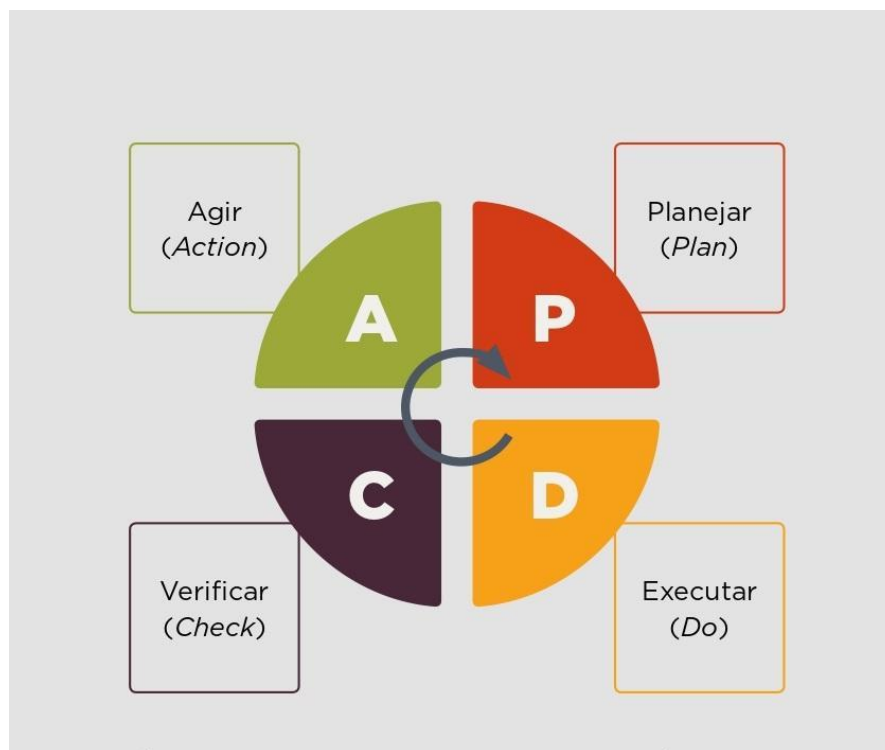 Agir
(Action)
Planejar
(Plan)
A
P
C
D
Verificar
(Check)
Executar
(Do)